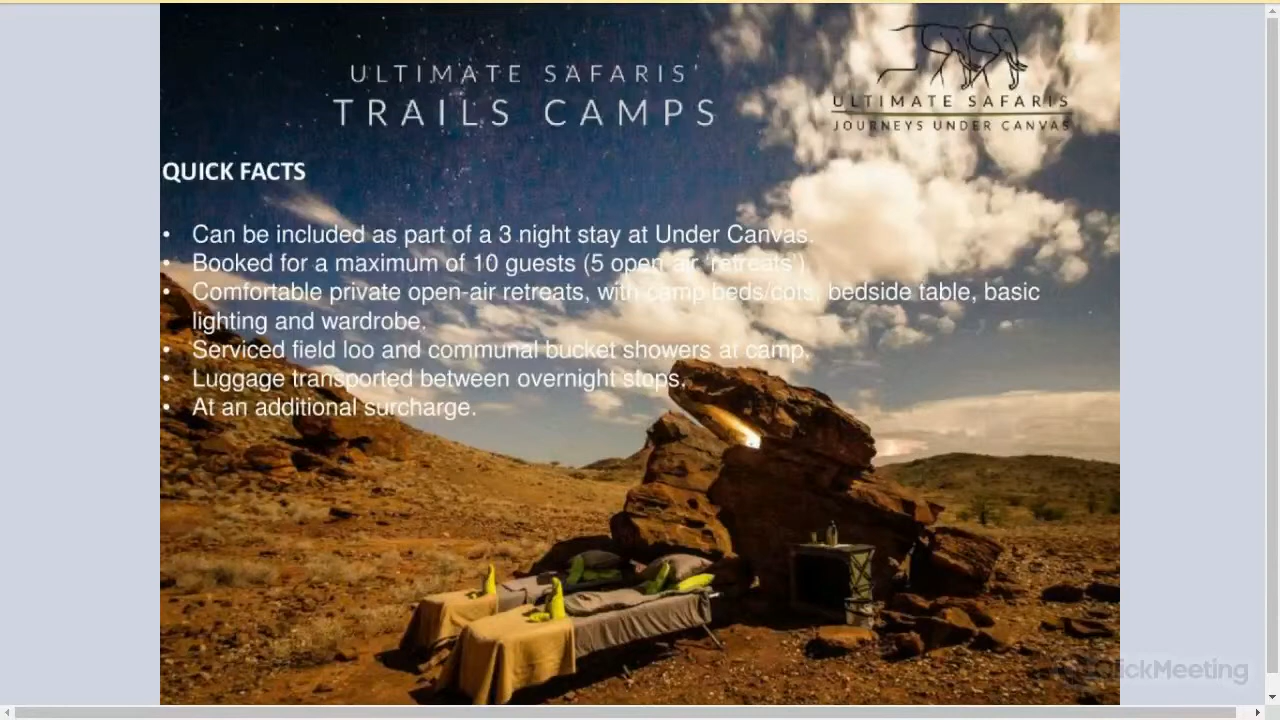 ULTIMATE SAFARIS'
TRAILS CAMPS
ULTIMATE SAFARIS
JOURNEYS UNDER CANVAS
QUICK FACTS
• Can be included as part of a 3 night stay at Under Canvas.
• Booked for a maximum of 10 guests (5 open air 'retreats')
• Comfortable private open-air retreats, with camp beds/cots, bedside table, basic
lighting and wardrobe.
• Serviced field loo and communal bucket showers at camp.
• Luggage transported between overnight stops.
• At an additional surcharge.
ClickMeeting